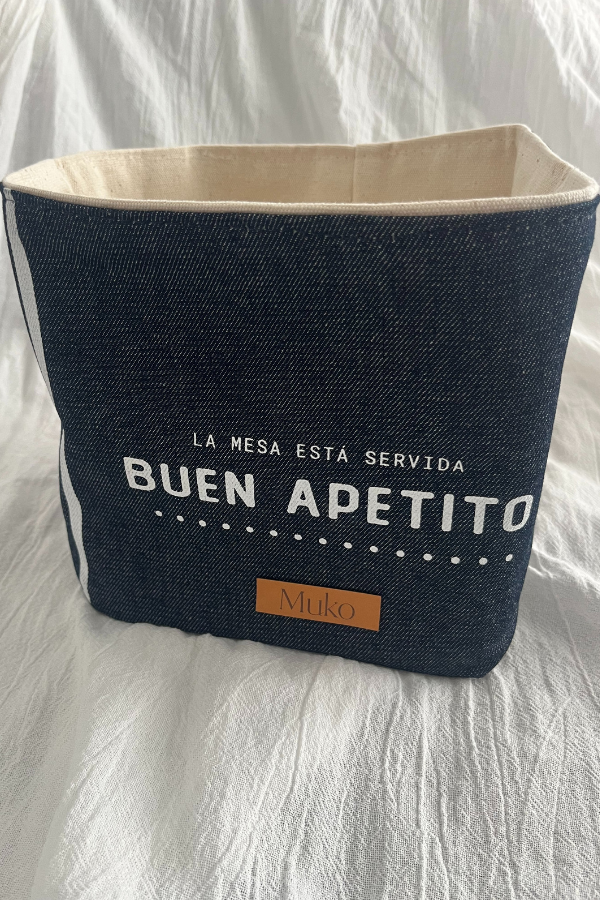 LA MESA ESTÁ SERVIDA
BUEN APETITO
Muko